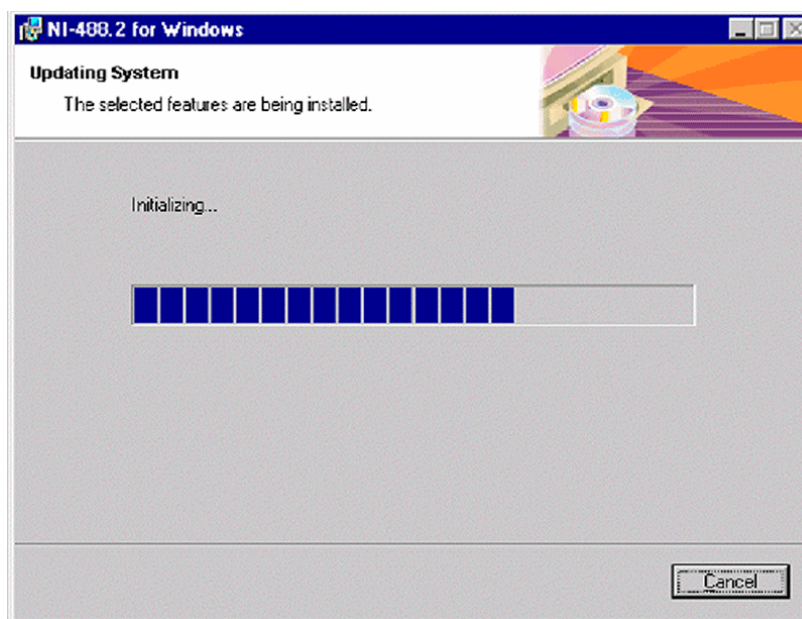 NI-488.2 for Windows
Updating System
The selected features are being installed.
Initializing...
Cancel